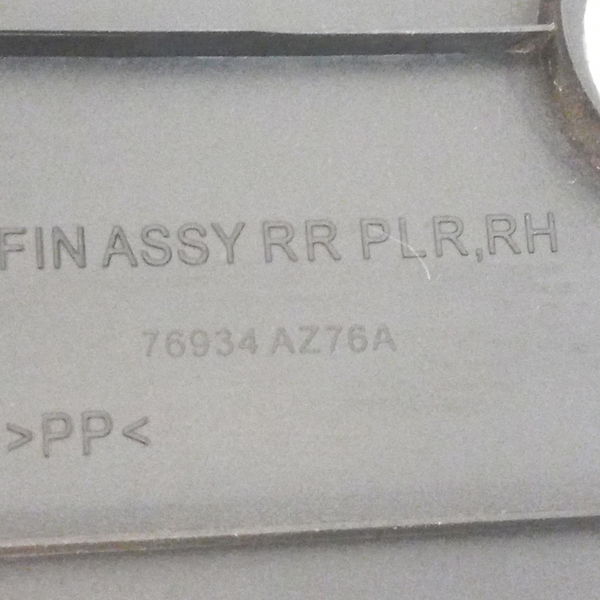 FIN ASSY RR PLR,RH
76934 AZ76A
>PP<